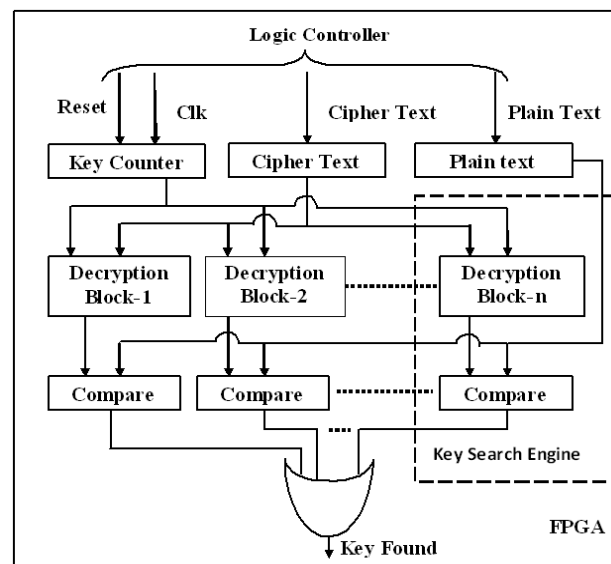 Logic Controller
Reset
Clk
Cipher Text
Plain Text
Key Counter
Cipher Text
Plain text
Decryption
Block-1
Decryption
Block-2
Decryption
Block-n
Compare
Compare
Compare
Key Search Engine
FPGA
Key Found